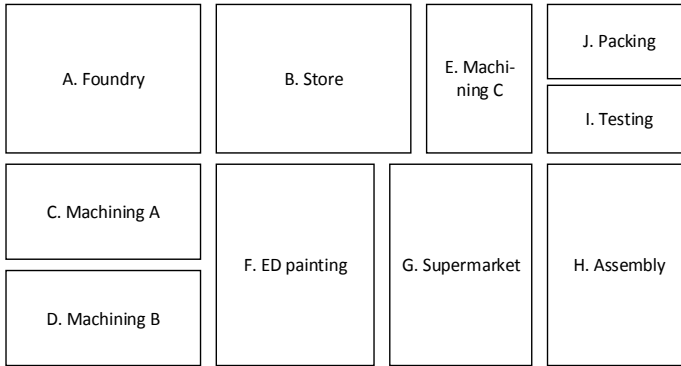 A. Foundry
B. Store
E. Machi-
ning C
J. Packing
I. Testing
C. Machining A
D. Machining B
F. ED painting
G. Supermarket
H. Assembly